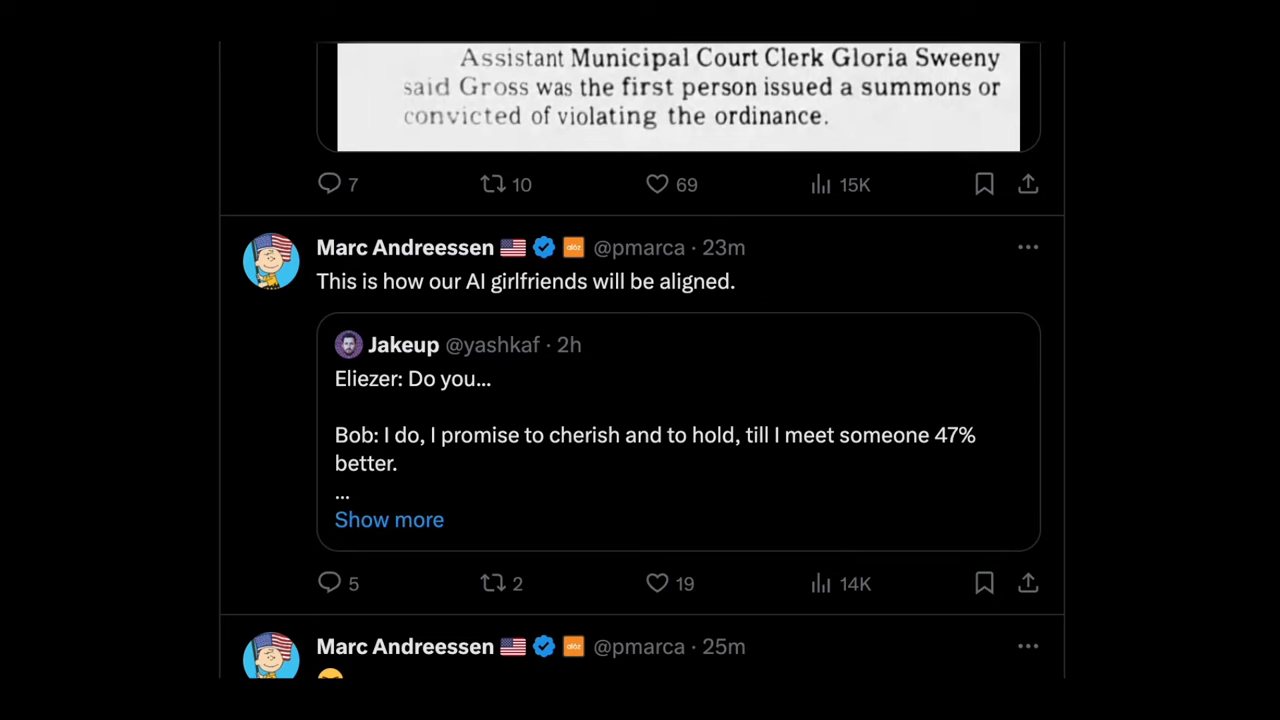 Assistant Municipal Court Clerk Gloria Sweeny
said Gross was the first person issued a summons or
convicted of violating the ordinance.
7 10 69 15K
Marc Andreessen 🇺🇸 a16z @pmarca · 23m
This is how our AI girlfriends will be aligned.
Jakeup @yashkaf · 2h
Eliezer: Do you...
Bob: I do, I promise to cherish and to hold, till I meet someone 47%
better.
...
Show more
5 2 19 14K
Marc Andreessen 🇺🇸 a16z @pmarca · 25m